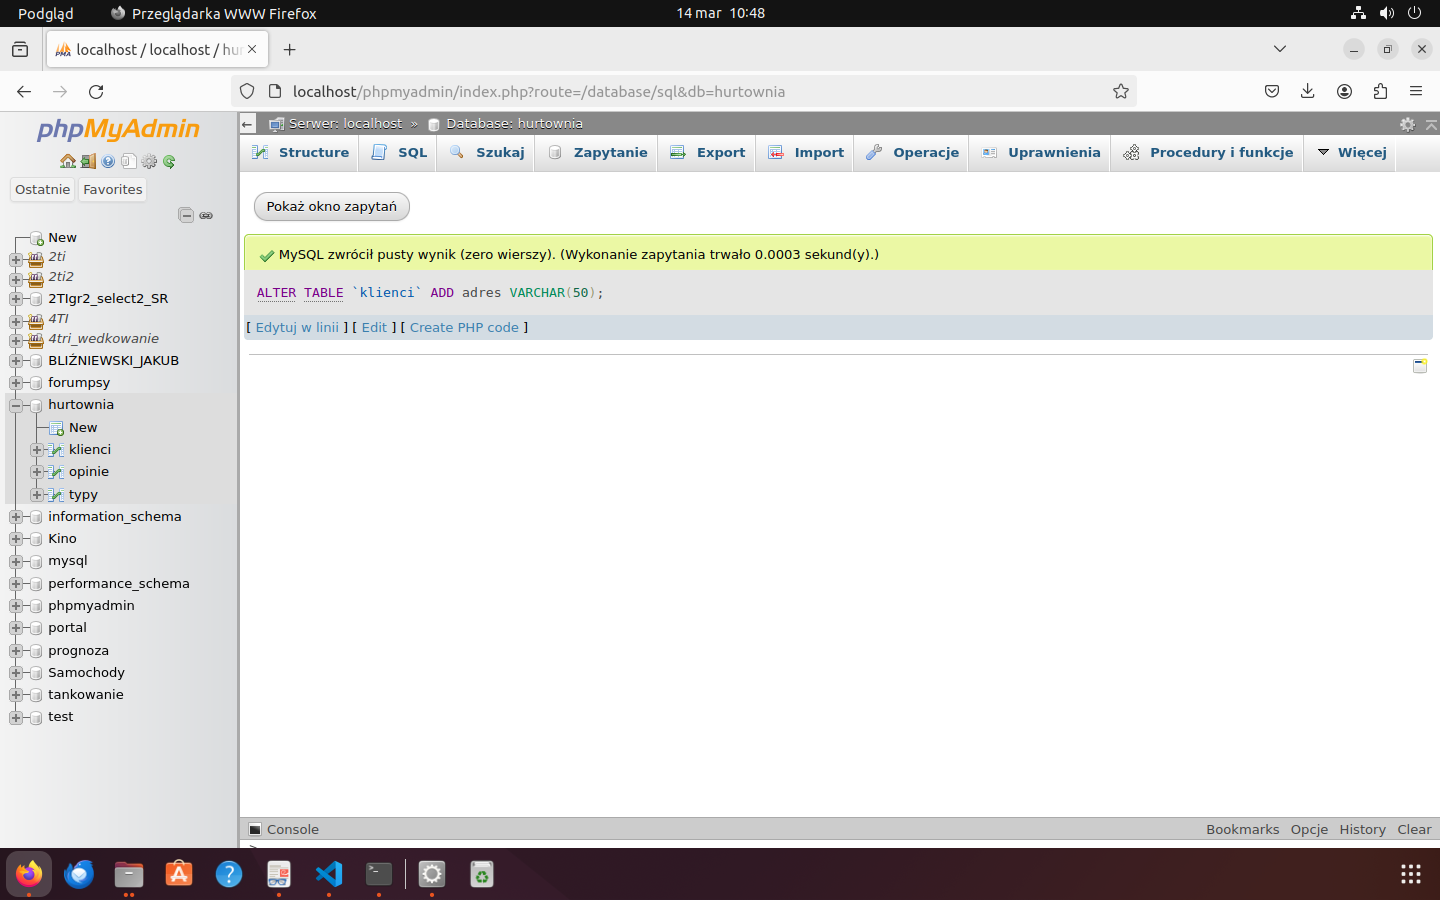 Podgląd
Przeglądarka WWW Firefox
14 mar 10:48
localhost / localhost / hur
localhost/phpmyadmin/index.php?route=/database/sql&db=hurtownia
phpMyAdmin
Ostatnie
Favorites
New
2ti
2ti2
2TIgr2_select2_SR
4TI
4tri_wedkowanie
BLIŹNIEWSKI_JAKUB
forumpsy
hurtownia
New
klienci
opinie
typy
information_schema
Kino
mysql
performance_schema
phpmyadmin
portal
prognoza
Samochody
tankowanie
test
Serwer: localhost » Database: hurtownia
Structure
SQL
Szukaj
Zapytanie
Export
Import
Operacje
Uprawnienia
Procedury i funkcje
Więcej
Pokaż okno zapytań
MySQL zwrócił pusty wynik (zero wierszy). (Wykonanie zapytania trwało 0.0003 sekund(y).)
ALTER TABLE `klienci` ADD adres VARCHAR(50);
[ Edytuj w linii ] [ Edit ] [ Create PHP code ]
Console
Bookmarks
Opcje
History
Clear
>